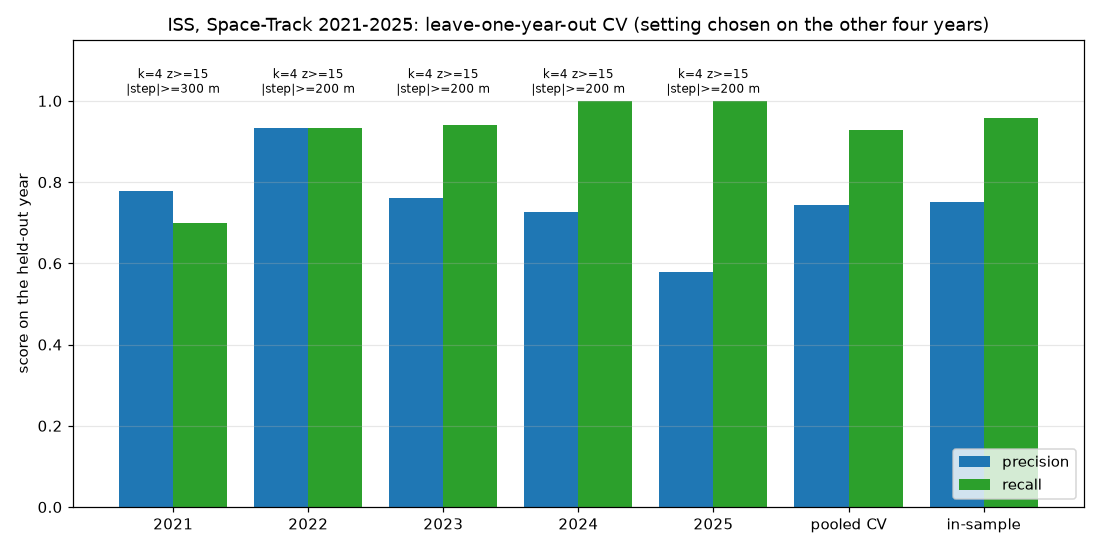 ISS, Space-Track 2021-2025: leave-one-year-out CV (setting chosen on the other four years)
k=4 z>=15
|step|>=300 m
k=4 z>=15
|step|>=200 m
k=4 z>=15
|step|>=200 m
k=4 z>=15
|step|>=200 m
k=4 z>=15
|step|>=200 m
score on the held-out year
1.0
0.8
0.6
0.4
0.2
0.0
2021
2022
2023
2024
2025
pooled CV
in-sample
precision
recall